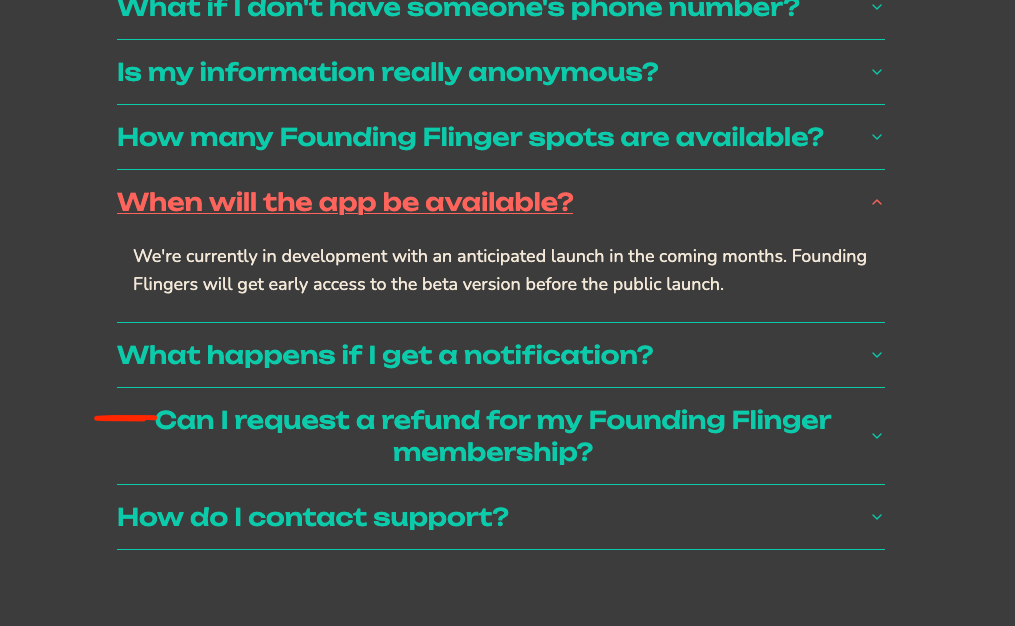 What if I don't have someone's phone number?
Is my information really anonymous?
How many Founding Flinger spots are available?
When will the app be available?
We're currently in development with an anticipated launch in the coming months. Founding
Flingers will get early access to the beta version before the public launch.
What happens if I get a notification?
Can I request a refund for my Founding Flinger
membership?
How do I contact support?